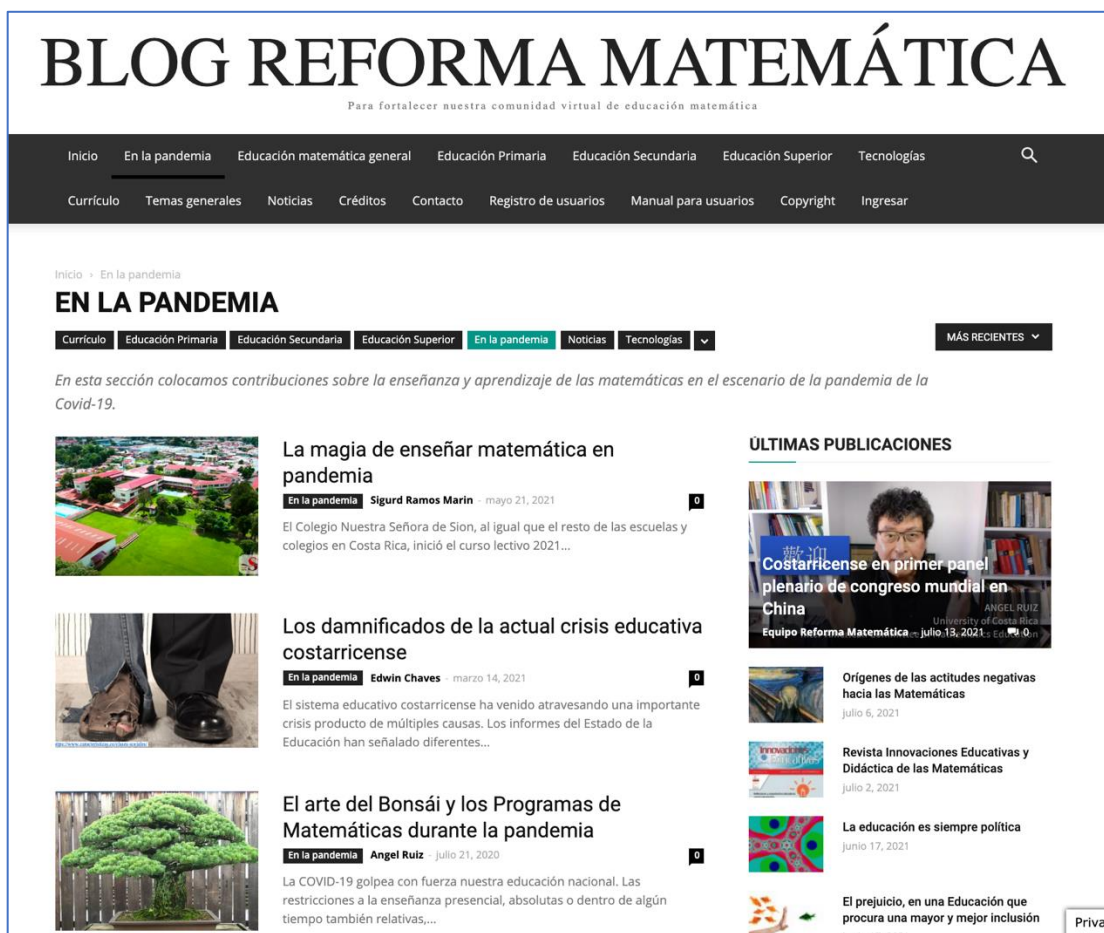 BLOG REFORMA MATEMÁTICA
Para fortalecer nuestra comunidad virtual de educación matemática
Inicio En la pandemia Educación matemática general Educación Primaria Educación Secundaria Educación Superior Tecnologías
Currículo Temas generales Noticias Créditos Contacto Registro de usuarios Manual para usuarios Copyright Ingresar
Inicio › En la pandemia
EN LA PANDEMIA
Currículo Educación Primaria Educación Secundaria Educación Superior En la pandemia Noticias Tecnologías
MÁS RECIENTES
En esta sección colocamos contribuciones sobre la enseñanza y aprendizaje de las matemáticas en el escenario de la pandemia de la
Covid-19.
La magia de enseñar matemática en
pandemia
En la pandemia Sigurd Ramos Marin - mayo 21, 2021 0
El Colegio Nuestra Señora de Sion, al igual que el resto de las escuelas y
colegios en Costa Rica, inició el curso lectivo 2021...
Los damnificados de la actual crisis educativa
costarricense
En la pandemia Edwin Chaves - marzo 14, 2021 0
El sistema educativo costarricense ha venido atravesando una importante
crisis producto de múltiples causas. Los informes del Estado de la
Educación han señalado diferentes...
El arte del Bonsái y los Programas de
Matemáticas durante la pandemia
En la pandemia Angel Ruiz - julio 21, 2020 0
La COVID-19 golpea con fuerza nuestra educación nacional. Las
restricciones a la enseñanza presencial, absolutas o dentro de algún
tiempo también relativas,...
ÚLTIMAS PUBLICACIONES
歡迎
Costarricense en primer panel
plenario de congreso mundial en
China
ANGEL RUIZ
University of Costa Rica
Equipo Reforma Matemática - julio 13, 2021 0
Orígenes de las actitudes negativas
hacia las Matemáticas
julio 6, 2021
Revista Innovaciones Educativas y
Didáctica de las Matemáticas
julio 2, 2021
La educación es siempre política
junio 17, 2021
El prejuicio, en una Educación que
procura una mayor y mejor inclusión
Priva